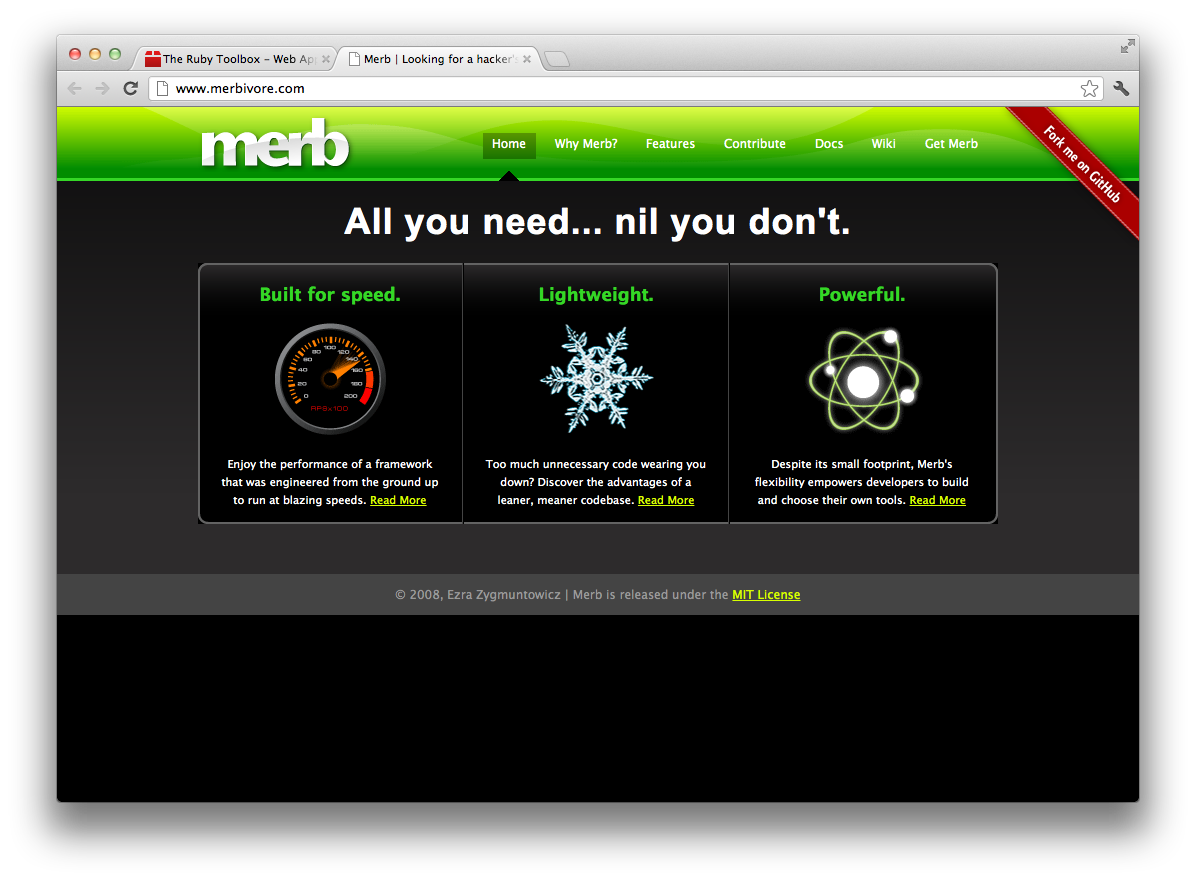 The Ruby Toolbox – Web Ap
Merb | Looking for a hacker's
www.merbivore.com
merb
Home
Why Merb?
Features
Contribute
Docs
Wiki
Get Merb
Fork me on GitHub
All you need... nil you don't.
Built for speed.
0
20
40
60
80
100
120
140
160
180
200
Enjoy the performance of a framework
that was engineered from the ground up
to run at blazing speeds. Read More
Lightweight.
Too much unnecessary code wearing you
down? Discover the advantages of a
leaner, meaner codebase. Read More
Powerful.
Despite its small footprint, Merb's
flexibility empowers developers to build
and choose their own tools. Read More
© 2008, Ezra Zygmuntowicz | Merb is released under the MIT License